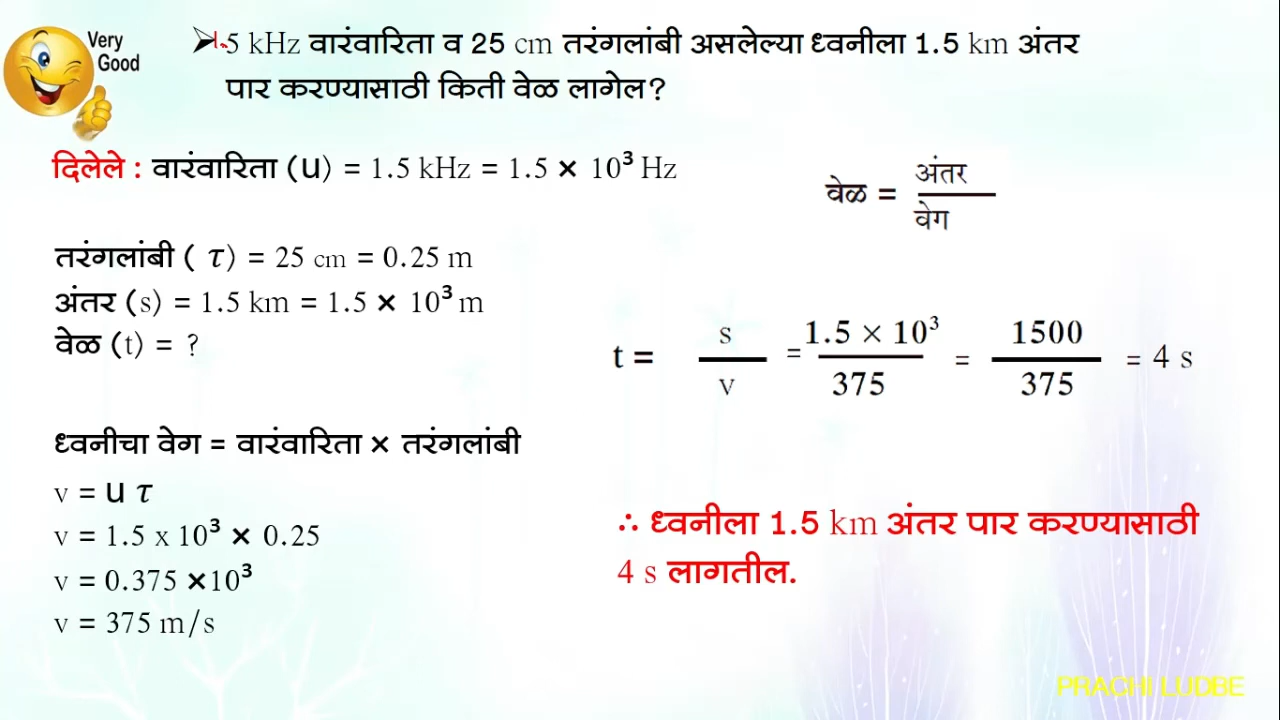 Very
Good
1.5 kHz वारंवारिता व 25 cm तरंगलांबी असलेल्या ध्वनीला 1.5 km अंतर
पार करण्यासाठी किती वेळ लागेल?
दिलेले : वारंवारिता (υ) = 1.5 kHz = 1.5 × 10³ Hz
तरंगलांबी ( τ) = 25 cm = 0.25 m
अंतर (s) = 1.5 km = 1.5 × 10³ m
वेळ (t) = ?
ध्वनीचा वेग = वारंवारिता × तरंगलांबी
v = υ τ
v = 1.5 x 10³ × 0.25
v = 0.375 ×10³
v = 375 m/s
वेळ = अंतर
वेग
t = s = 1.5 × 10³ = 1500 = 4 s
v 375 375
∴ ध्वनीला 1.5 km अंतर पार करण्यासाठी
4 s लागतील.
PRACHI LUDBE